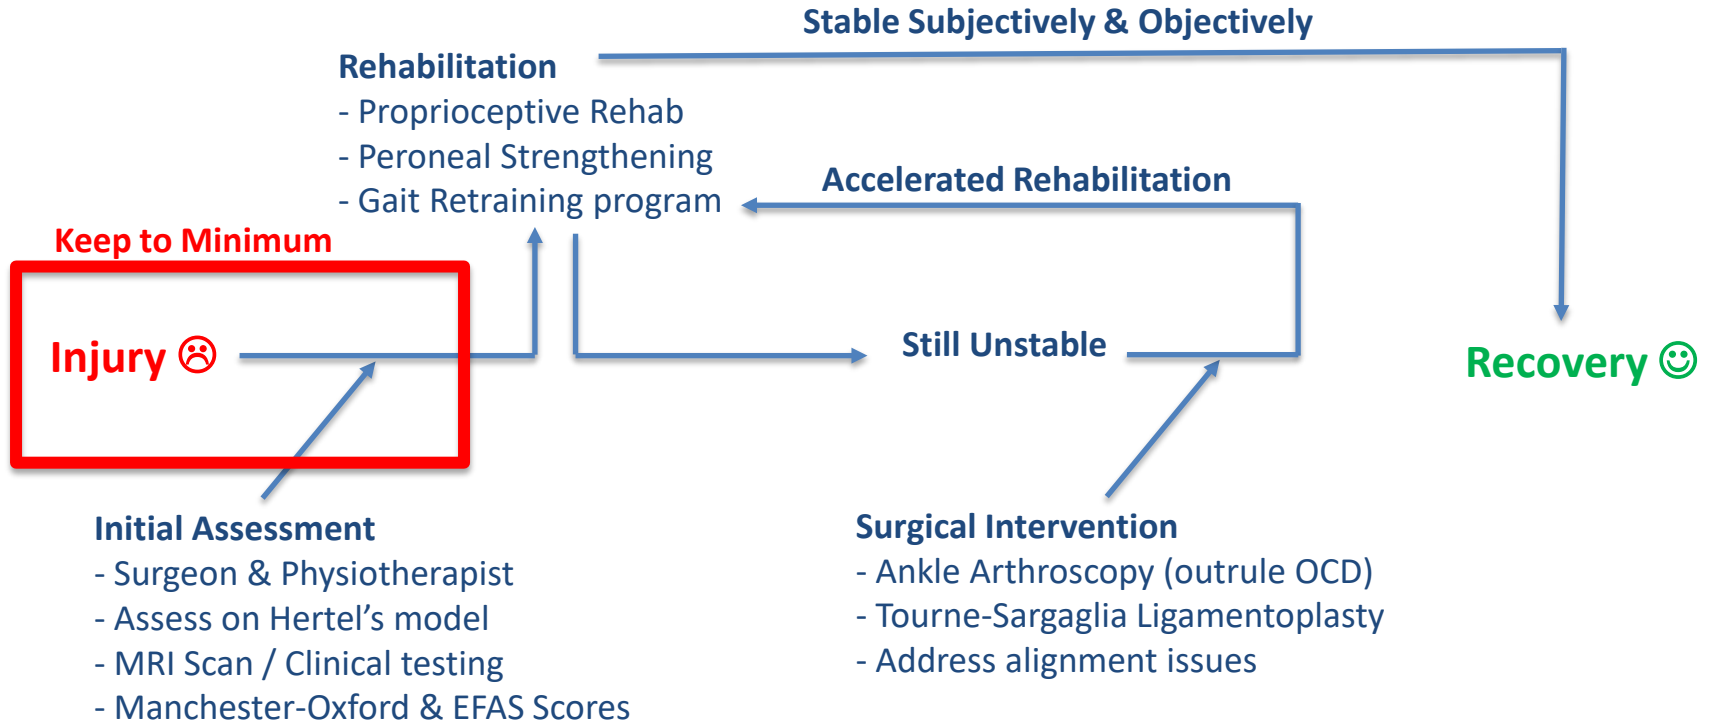 Stable Subjectively & Objectively
Rehabilitation
- Proprioceptive Rehab
- Peroneal Strengthening
- Gait Retraining program
Accelerated Rehabilitation
Keep to Minimum
Injury ☹
Still Unstable
Recovery ☺
Initial Assessment
- Surgeon & Physiotherapist
- Assess on Hertel’s model
- MRI Scan / Clinical testing
- Manchester-Oxford & EFAS Scores
Surgical Intervention
- Ankle Arthroscopy (outrule OCD)
- Tourne-Sargaglia Ligamentoplasty
- Address alignment issues